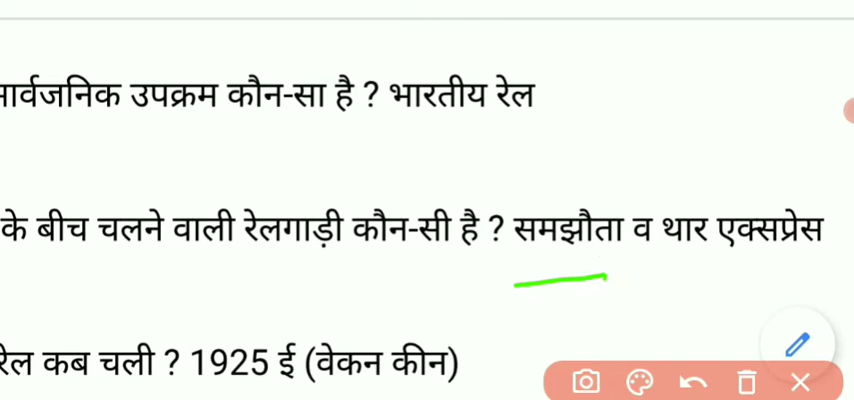 सार्वजनिक उपक्रम कौन-सा है ? भारतीय रेल
के बीच चलने वाली रेलगाड़ी कौन-सी है ? समझौता व थार एक्सप्रेस
रेल कब चली ? 1925 ई (वेकन कीन)